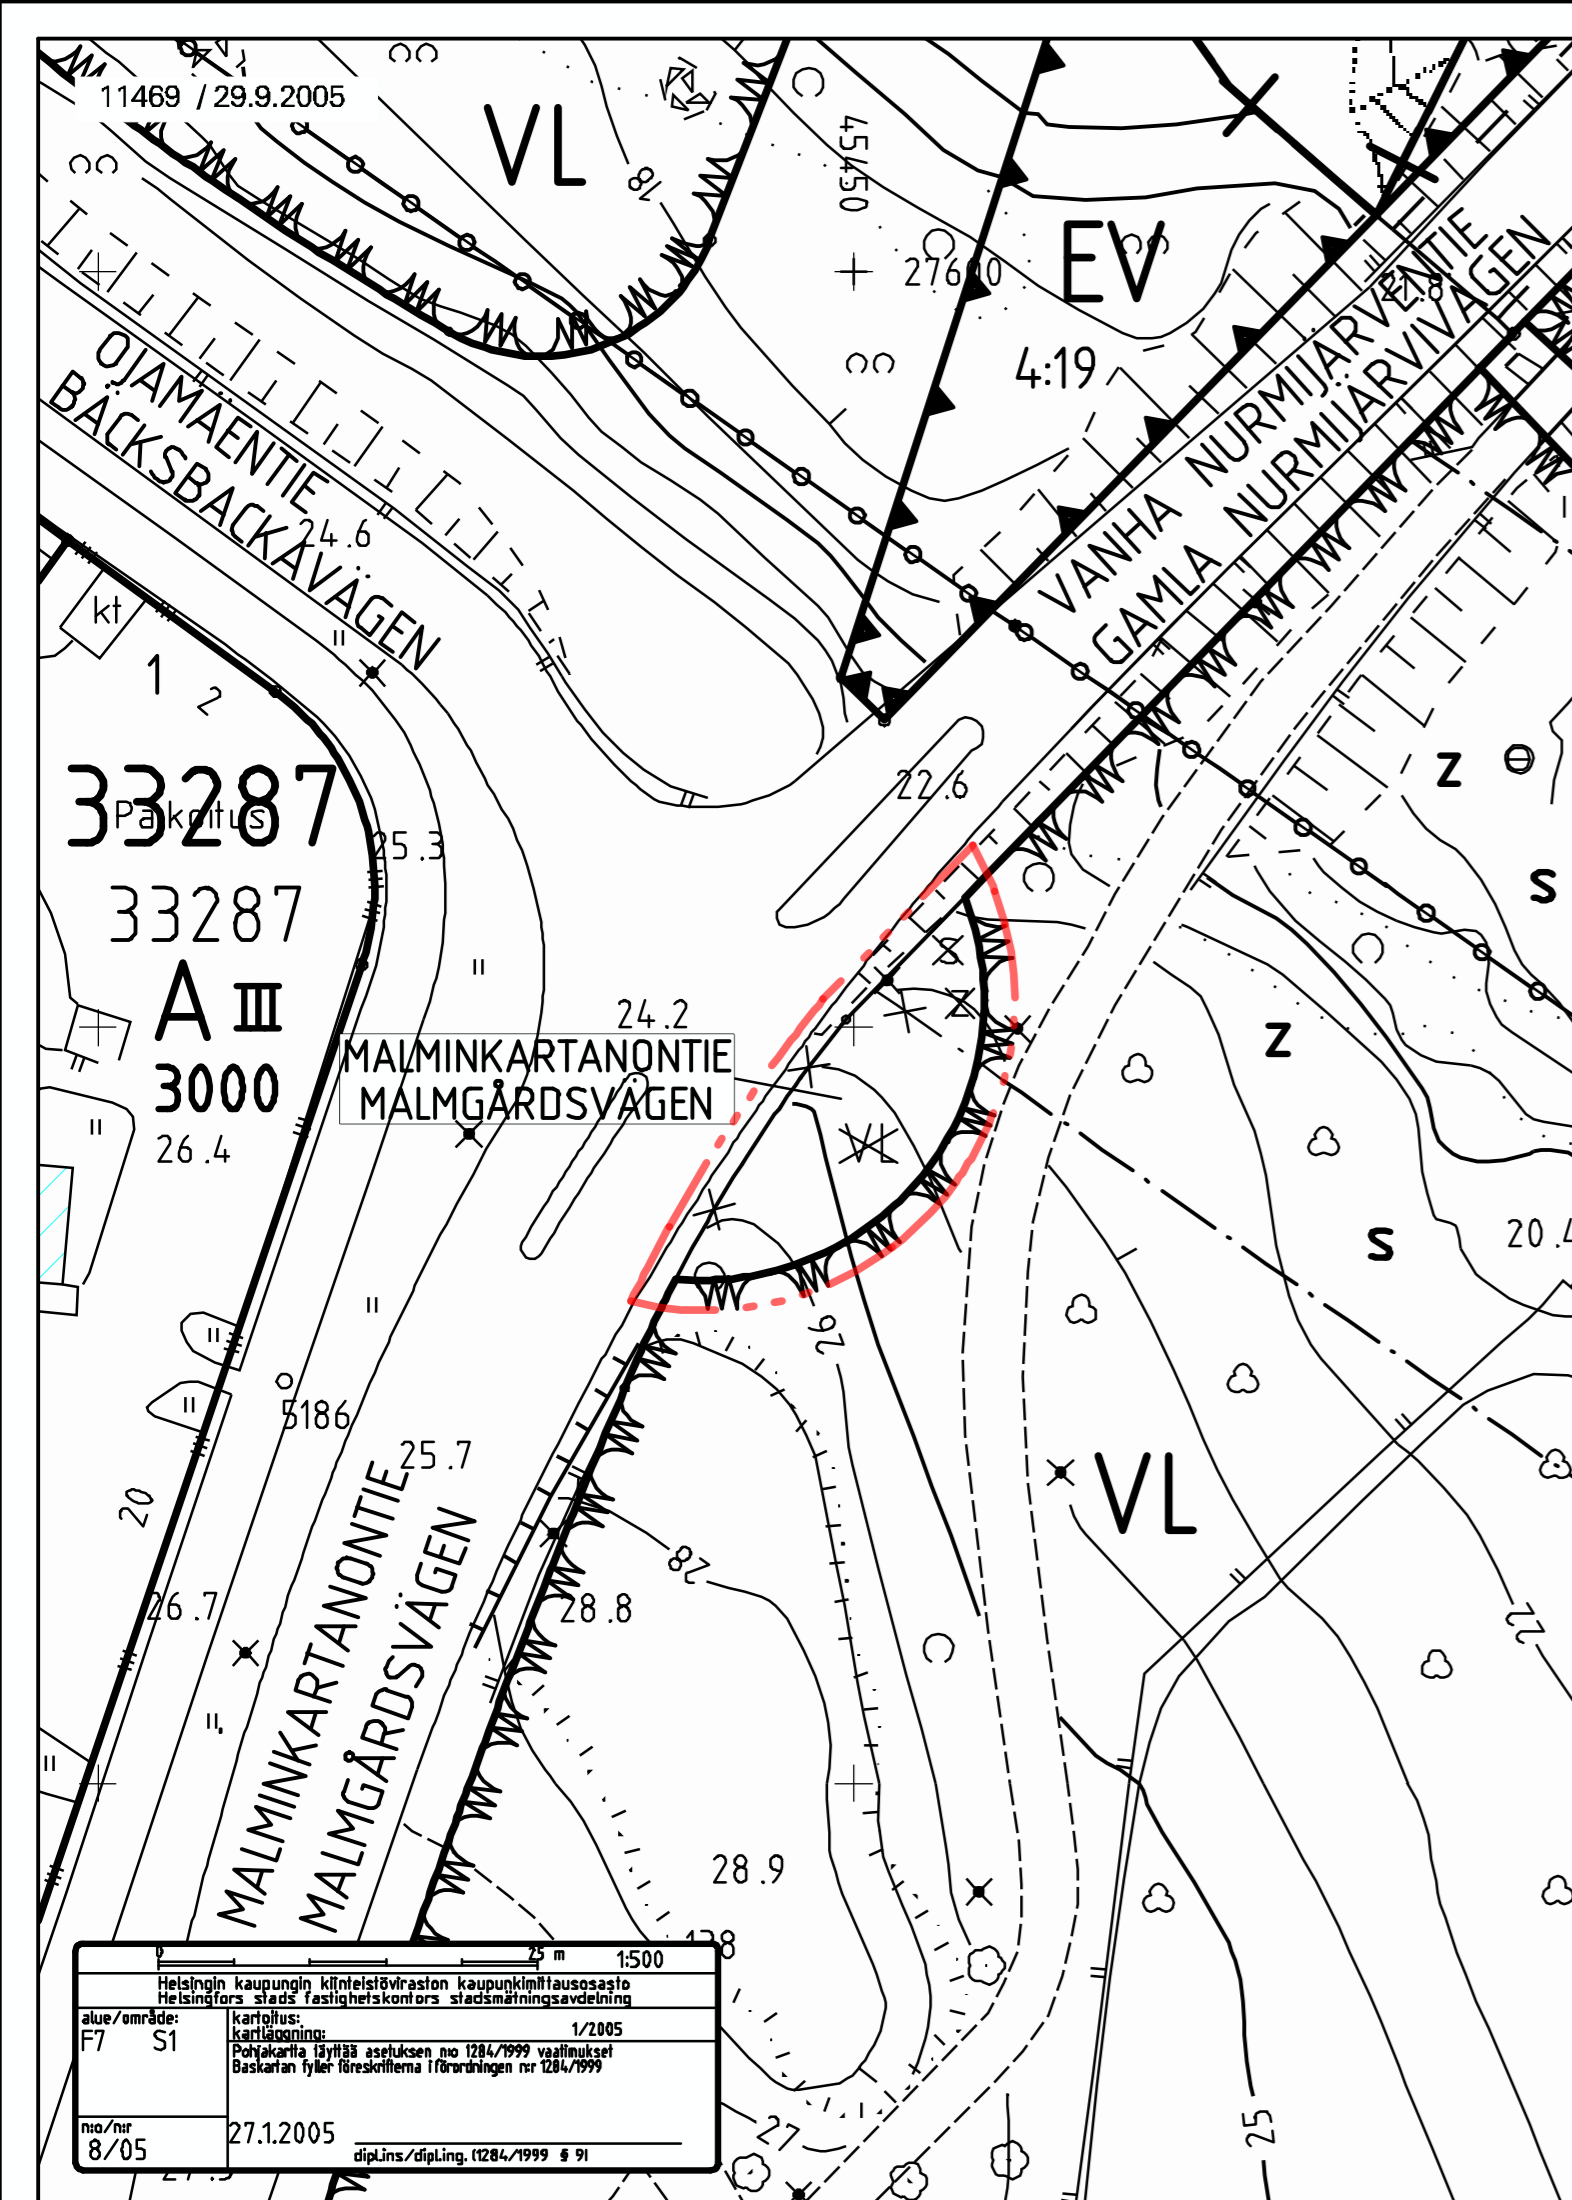 11469 / 29.9.2005
VL
18
45450
27600
EV
4:19
21.8
VANHA NURMIJÄRVENTIE
GAMLA NURMIJÄRVIVÄGEN
OJAMÄENTIE
BÄCKSBACKAVÄGEN
24.6
kt
1
2
33287
Paikoitus
25.3
33287
A III
3000
26.4
22.6
z
s
s
z
z
24.2
MALMINKARTANONTIE
MALMGÅRDSVÄGEN
VL
s
20.4
26
5186
25.7
20
VL
28
28.8
26.7
22
MALMINKARTANONTIE
MALMGÅRDSVÄGEN
28.9
138
0 25 m 1:500
Helsingin kaupungin kiinteistöviraston kaupunkimittausosasto
Helsingfors stads fastighetskontors stadsmätningsavdelning
alue/område:
F7 S1
kartoitus:
kartläggning: 1/2005
Pohjakartta täyttää asetuksen n:o 1284/1999 vaatimukset
Baskartan fyller föreskrifterna i förordningen n:r 1284/1999
n:o/n:r
8/05
27.1.2005
dipl.ins/dipl.ing. (1284/1999 § 9)
27
25